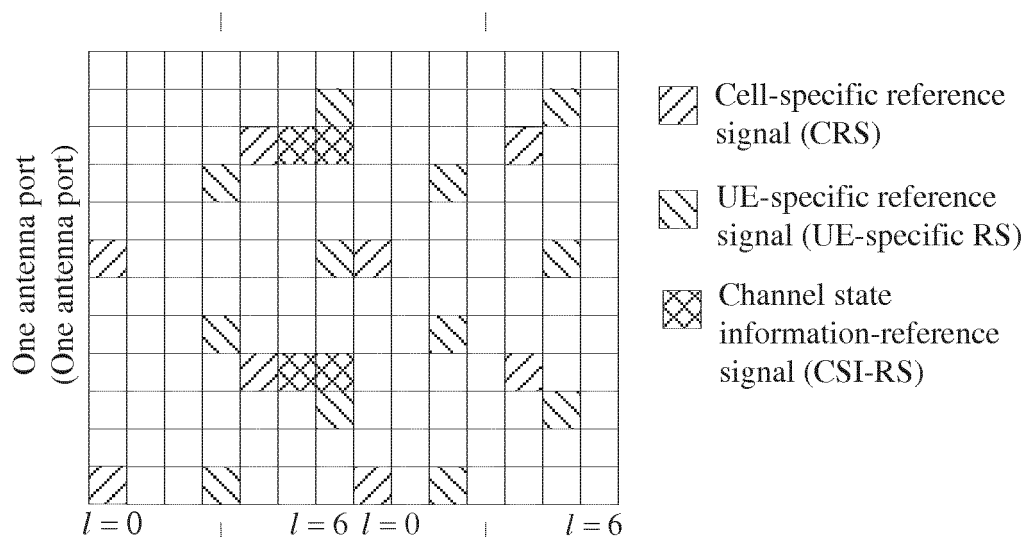 One antenna port
(One antenna port)
Cell-specific reference
signal (CRS)
UE-specific reference
signal (UE-specific RS)
Channel state
information-reference
signal (CSI-RS)
l = 0 l = 6 l = 0 l = 6